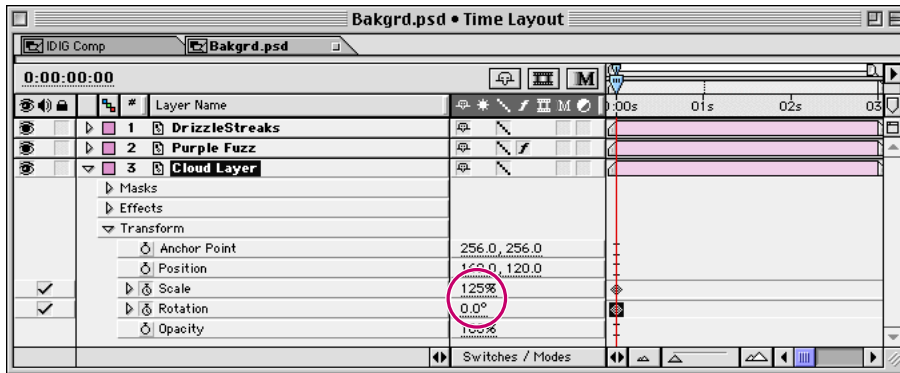 Bakgrd.psd • Time Layout
IDIG Comp Bakgrd.psd
0:00:00:00 M
# Layer Name M :00s 01s 02s 03
1 DrizzleStreaks
2 Purple Fuzz f
3 Cloud Layer
Masks
Effects
Transform
Anchor Point 256.0, 256.0
Position 120.0
Scale 125%
Rotation 0.0°
Opacity
Switches / Modes